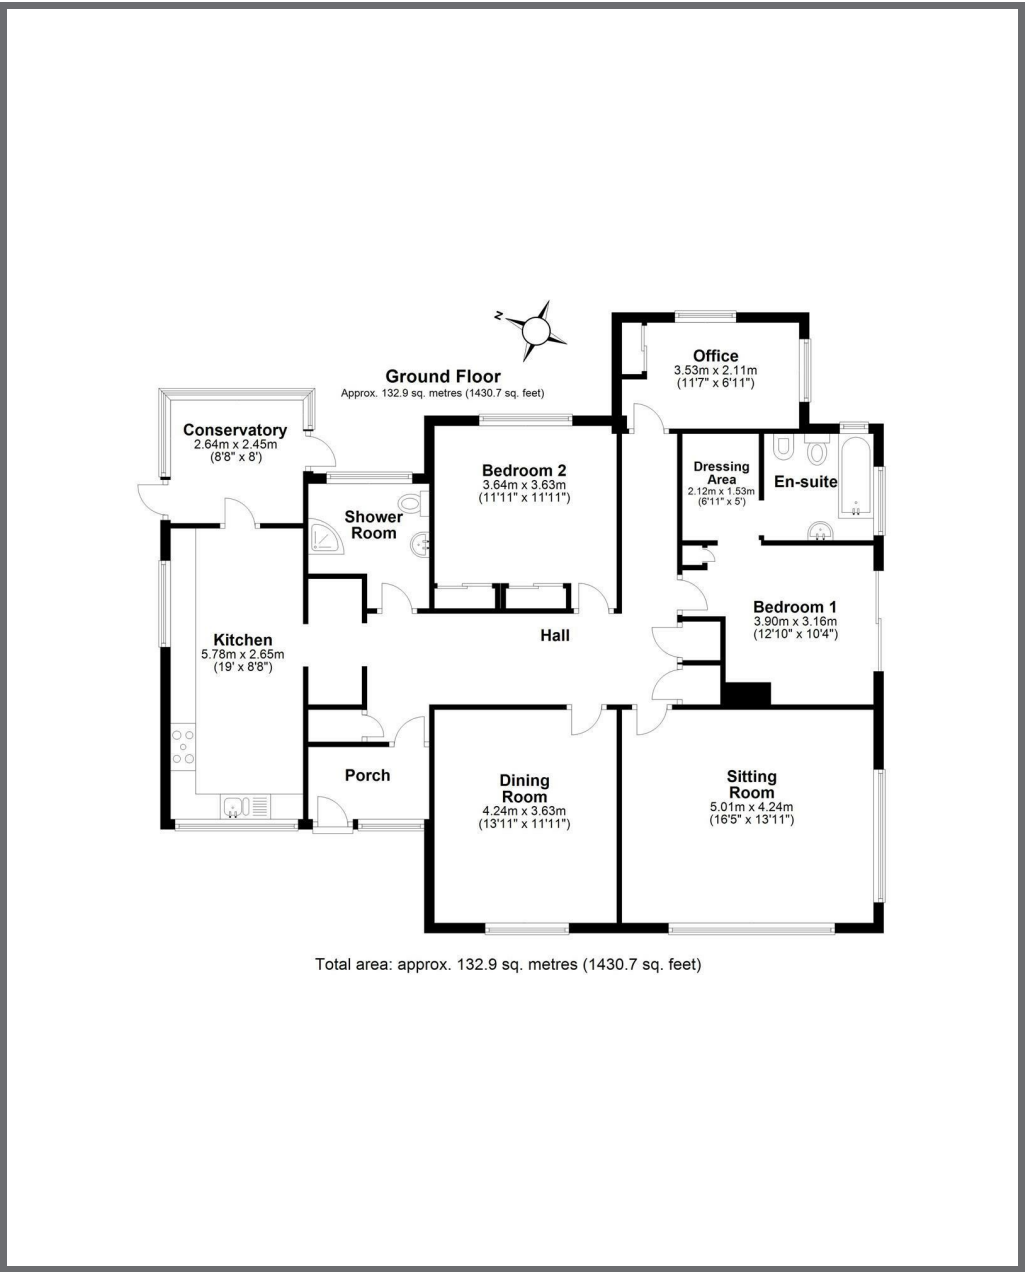 N
Ground Floor
Approx. 132.9 sq. metres (1430.7 sq. feet)
Office
3.53m x 2.11m
(11'7" x 6'11")
Conservatory
2.64m x 2.45m
(8'8" x 8')
Bedroom 2
3.64m x 3.63m
(11'11" x 11'11")
Dressing
Area
2.12m x 1.53m
(6'11" x 5')
En-suite
Shower
Room
Bedroom 1
3.90m x 3.16m
(12'10" x 10'4")
Hall
Kitchen
5.78m x 2.65m
(19' x 8'8")
Porch
Dining
Room
4.24m x 3.63m
(13'11" x 11'11")
Sitting
Room
5.01m x 4.24m
(16'5" x 13'11")
Total area: approx. 132.9 sq. metres (1430.7 sq. feet)